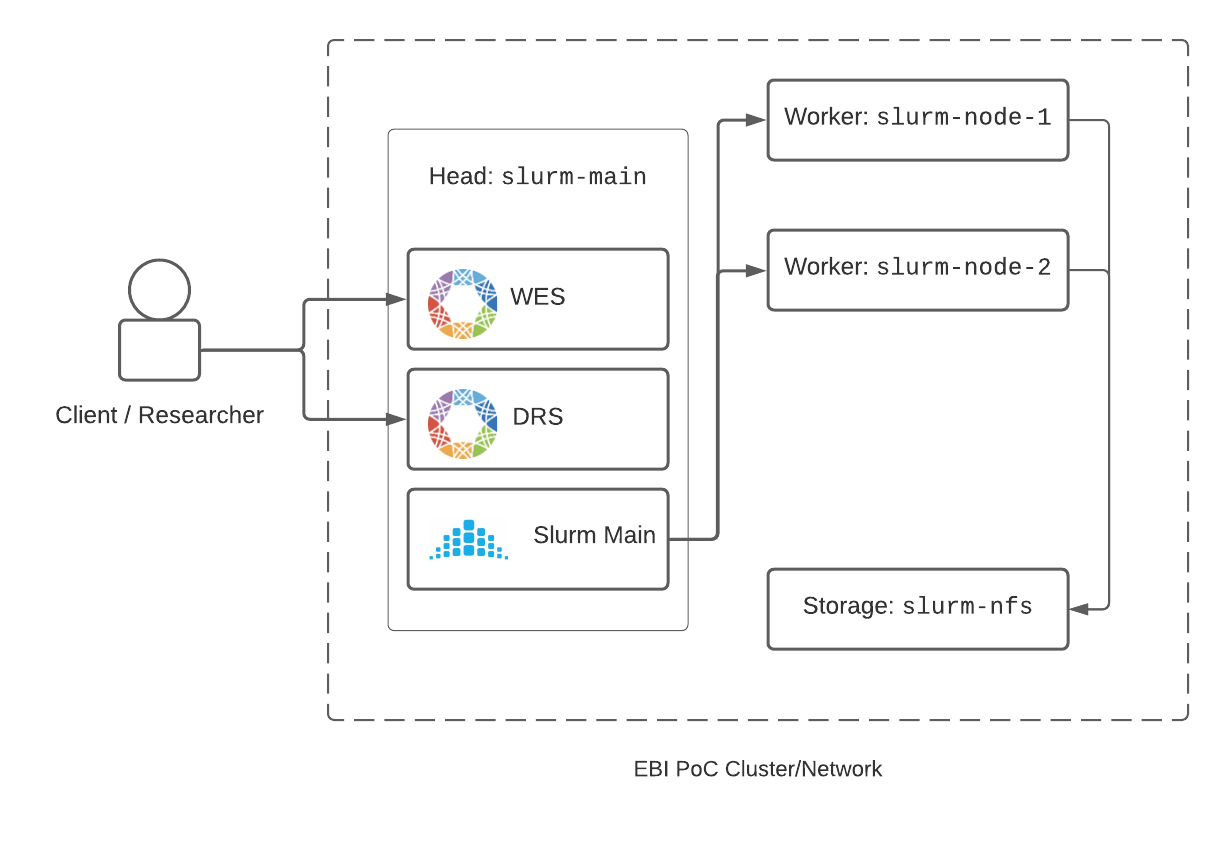 Worker: slurm-node-1
Head: slurm-main
Worker: slurm-node-2
WES
Client / Researcher
DRS
Slurm Main
Storage: slurm-nfs
EBI PoC Cluster/Network